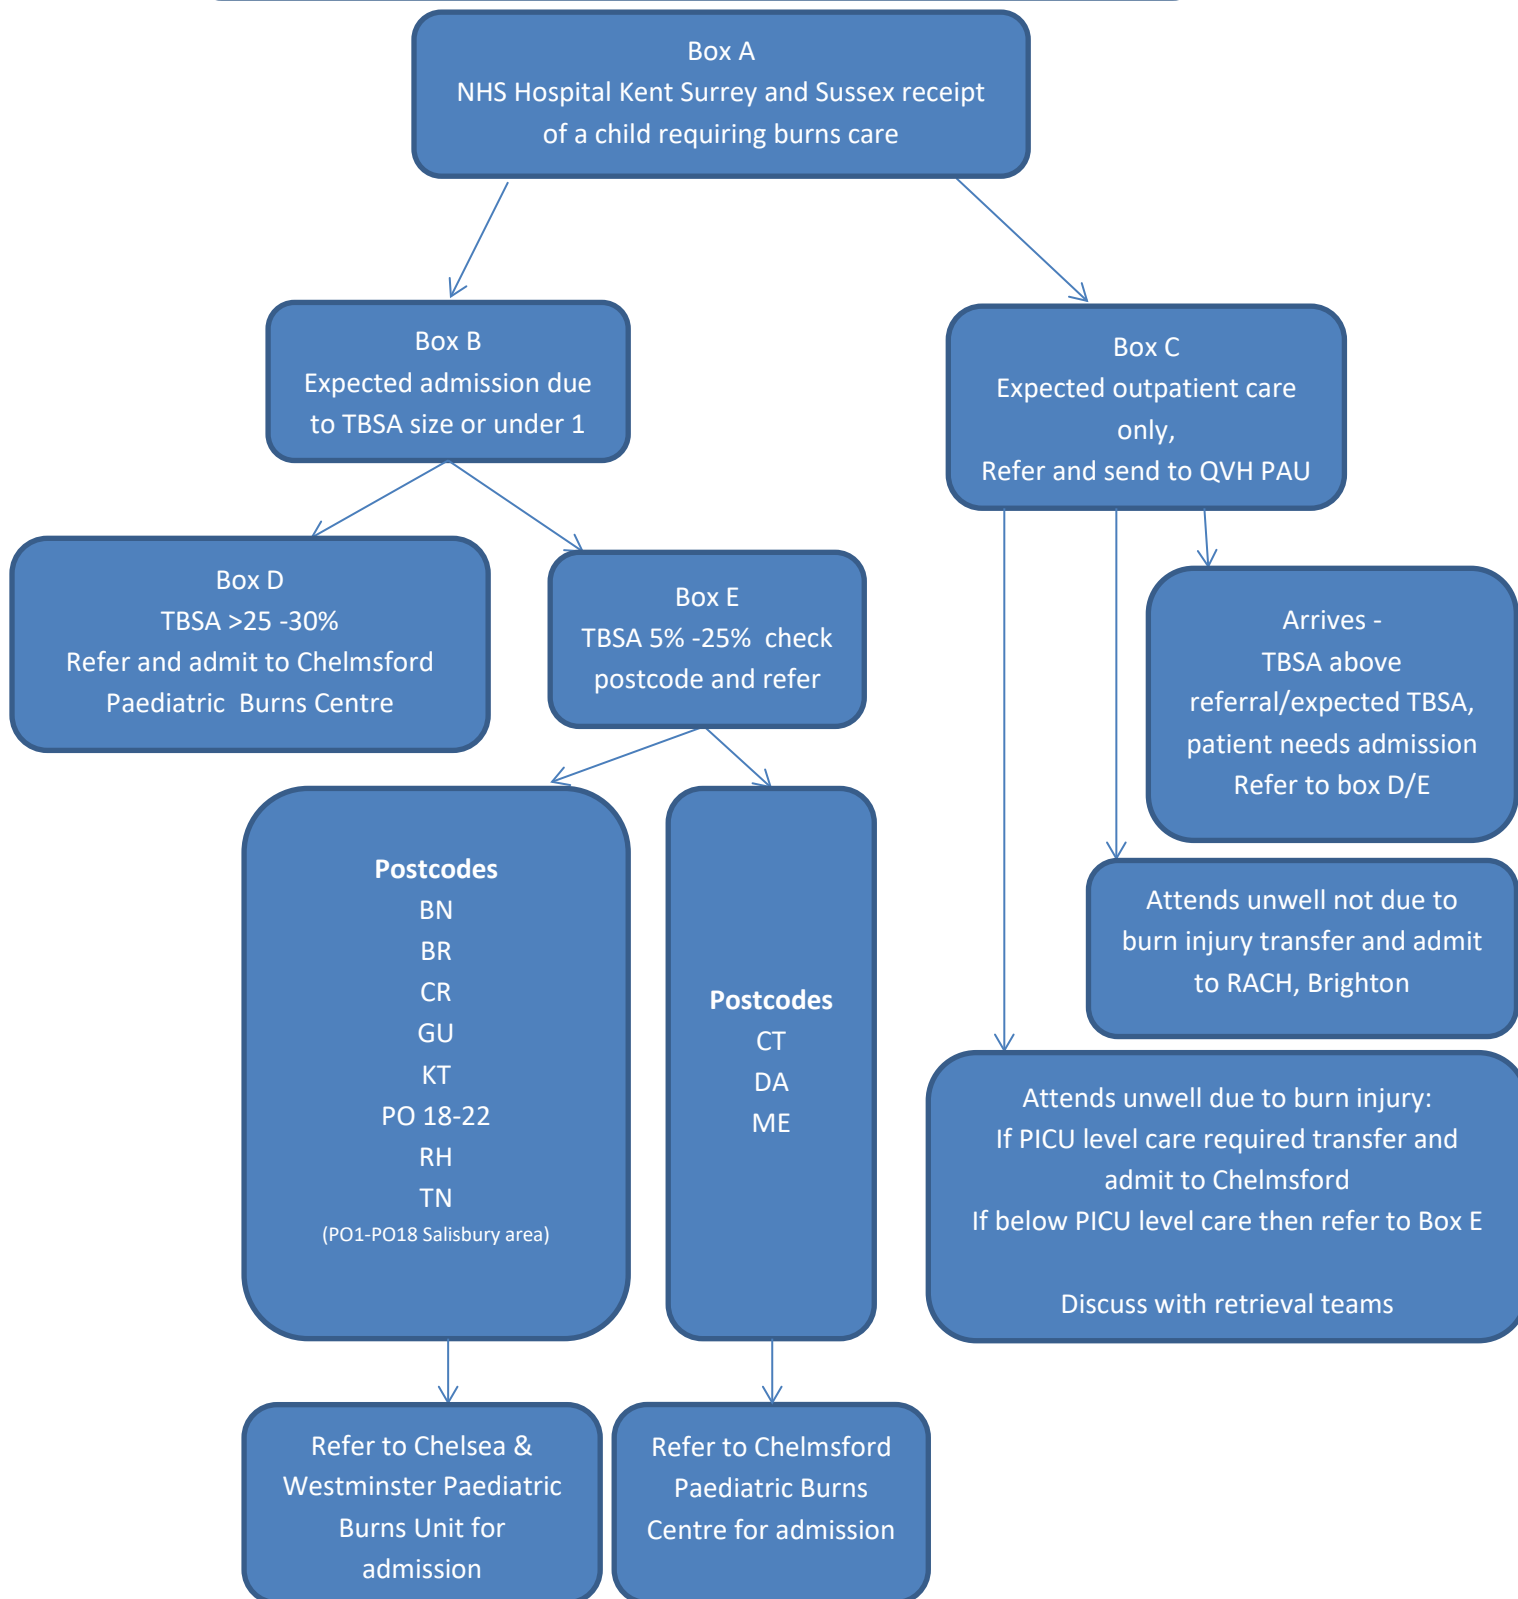 Box A
NHS Hospital Kent Surrey and Sussex receipt
of a child requiring burns care
Box B
Expected admission due
to TBSA size or under 1
Box C
Expected outpatient care
only,
Refer and send to QVH PAU
Box D
TBSA >25 -30%
Refer and admit to Chelmsford
Paediatric  Burns Centre
Box E
TBSA 5% -25%  check
postcode and refer
Arrives -
TBSA above
referral/expected TBSA,
patient needs admission
Refer to box D/E
Postcodes
BN
BR
CR
GU
KT
PO 18-22
RH
TN
(PO1-PO18 Salisbury area)
Postcodes
CT
DA
ME
Attends unwell not due to
burn injury transfer and admit
to RACH, Brighton
Attends unwell due to burn injury:
If PICU level care required transfer and
admit to Chelmsford
If below PICU level care then refer to Box E
Discuss with retrieval teams
Refer to Chelsea &
Westminster Paediatric
Burns Unit for
admission
Refer to Chelmsford
Paediatric Burns
Centre for admission